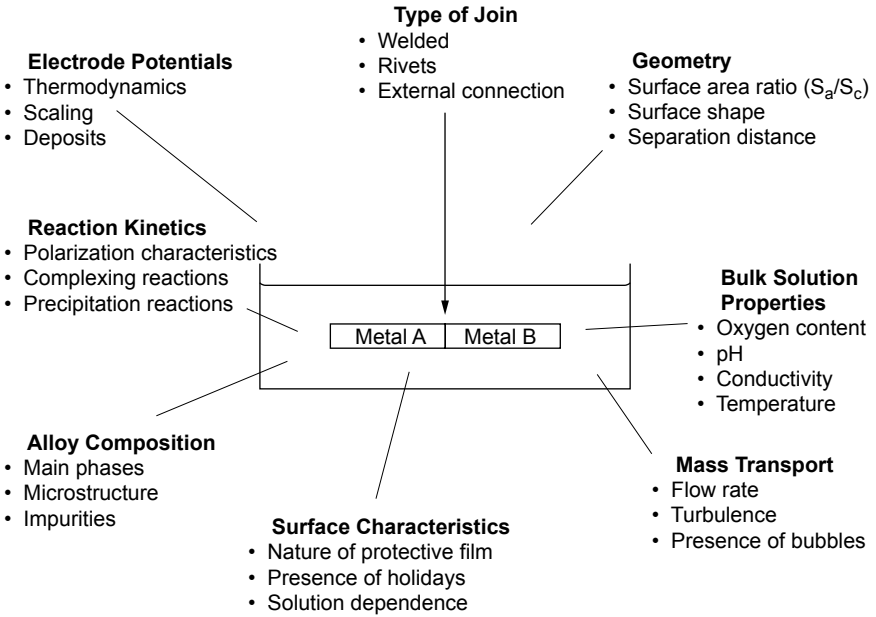 Type of Join
• Welded
• Rivets
• External connection
Electrode Potentials
• Thermodynamics
• Scaling
• Deposits
Geometry
• Surface area ratio (Sa/Sc)
• Surface shape
• Separation distance
Reaction Kinetics
• Polarization characteristics
• Complexing reactions
• Precipitation reactions
Metal A
Metal B
Bulk Solution
Properties
• Oxygen content
• pH
• Conductivity
• Temperature
Alloy Composition
• Main phases
• Microstructure
• Impurities
Surface Characteristics
• Nature of protective film
• Presence of holidays
• Solution dependence
Mass Transport
• Flow rate
• Turbulence
• Presence of bubbles